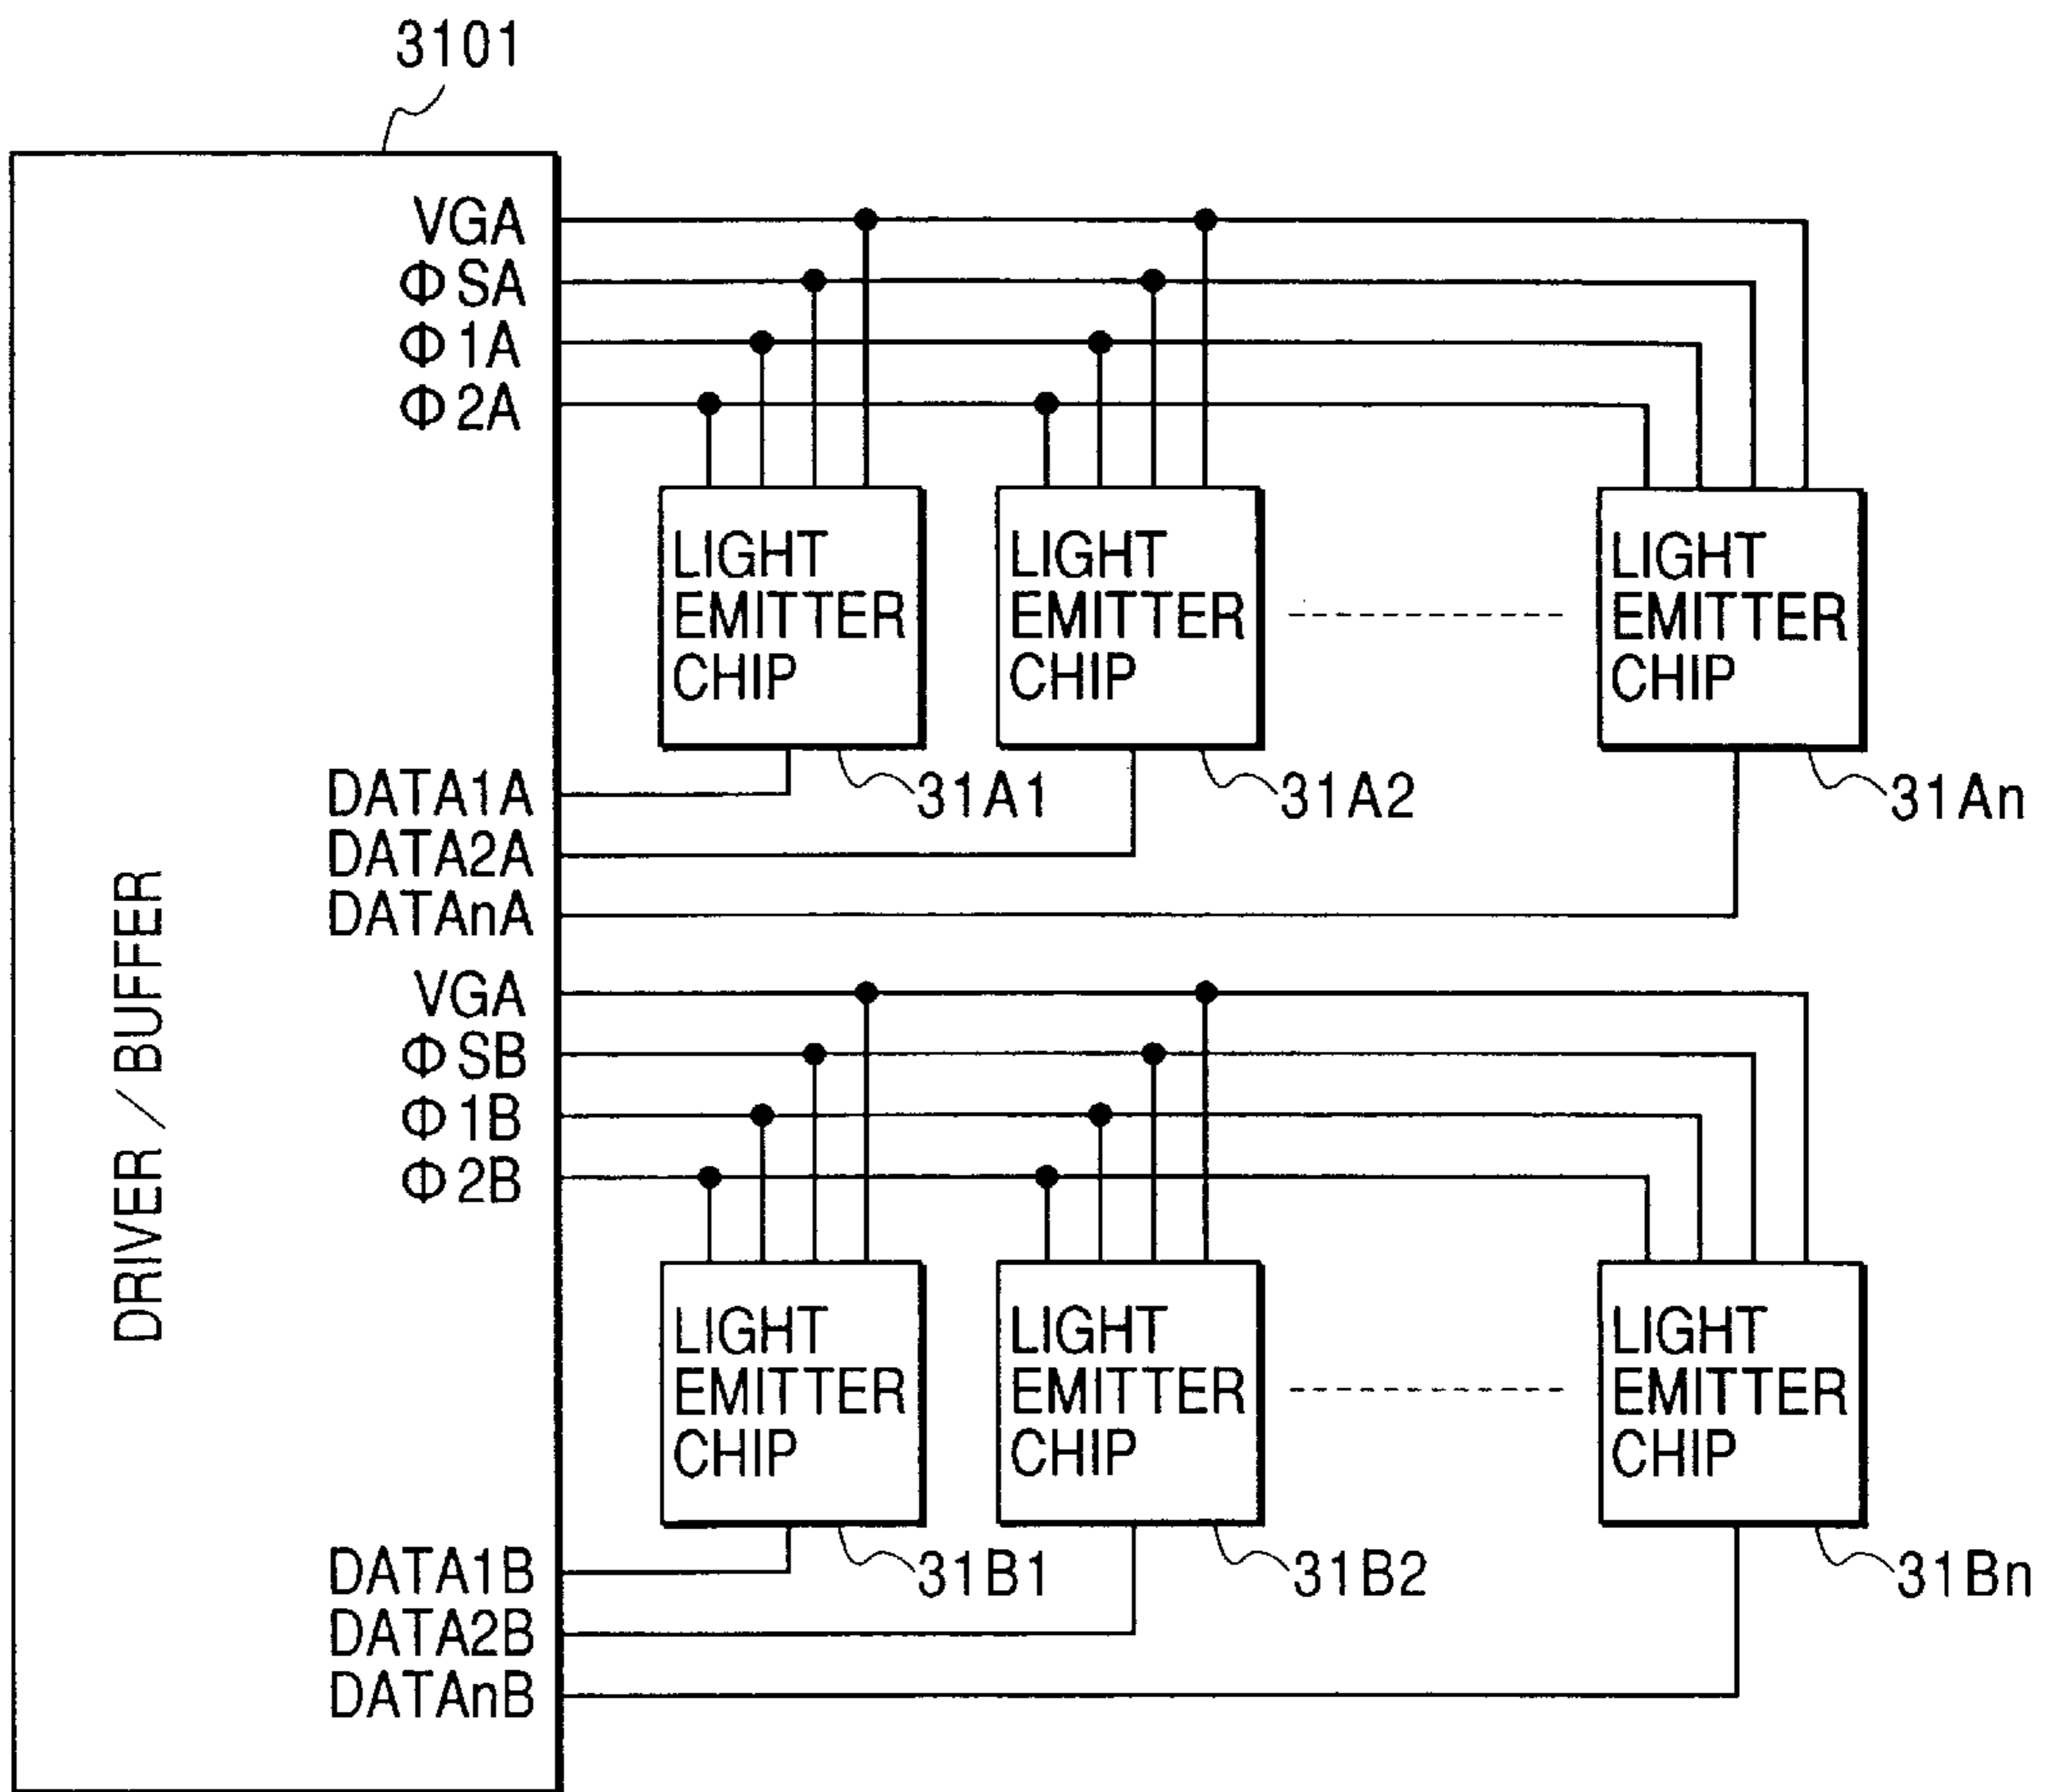 3101
VGA
ΦSA
Φ1A
Φ2A
LIGHT
EMITTER
CHIP
LIGHT
EMITTER
CHIP
LIGHT
EMITTER
CHIP
31A1
31A2
31An
DATA1A
DATA2A
DATAnA
DRIVER / BUFFER
VGA
ΦSB
Φ1B
Φ2B
LIGHT
EMITTER
CHIP
LIGHT
EMITTER
CHIP
LIGHT
EMITTER
CHIP
31B1
31B2
31Bn
DATA1B
DATA2B
DATAnB